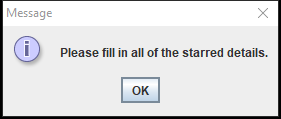 Message
Please fill in all of the starred details.
OK